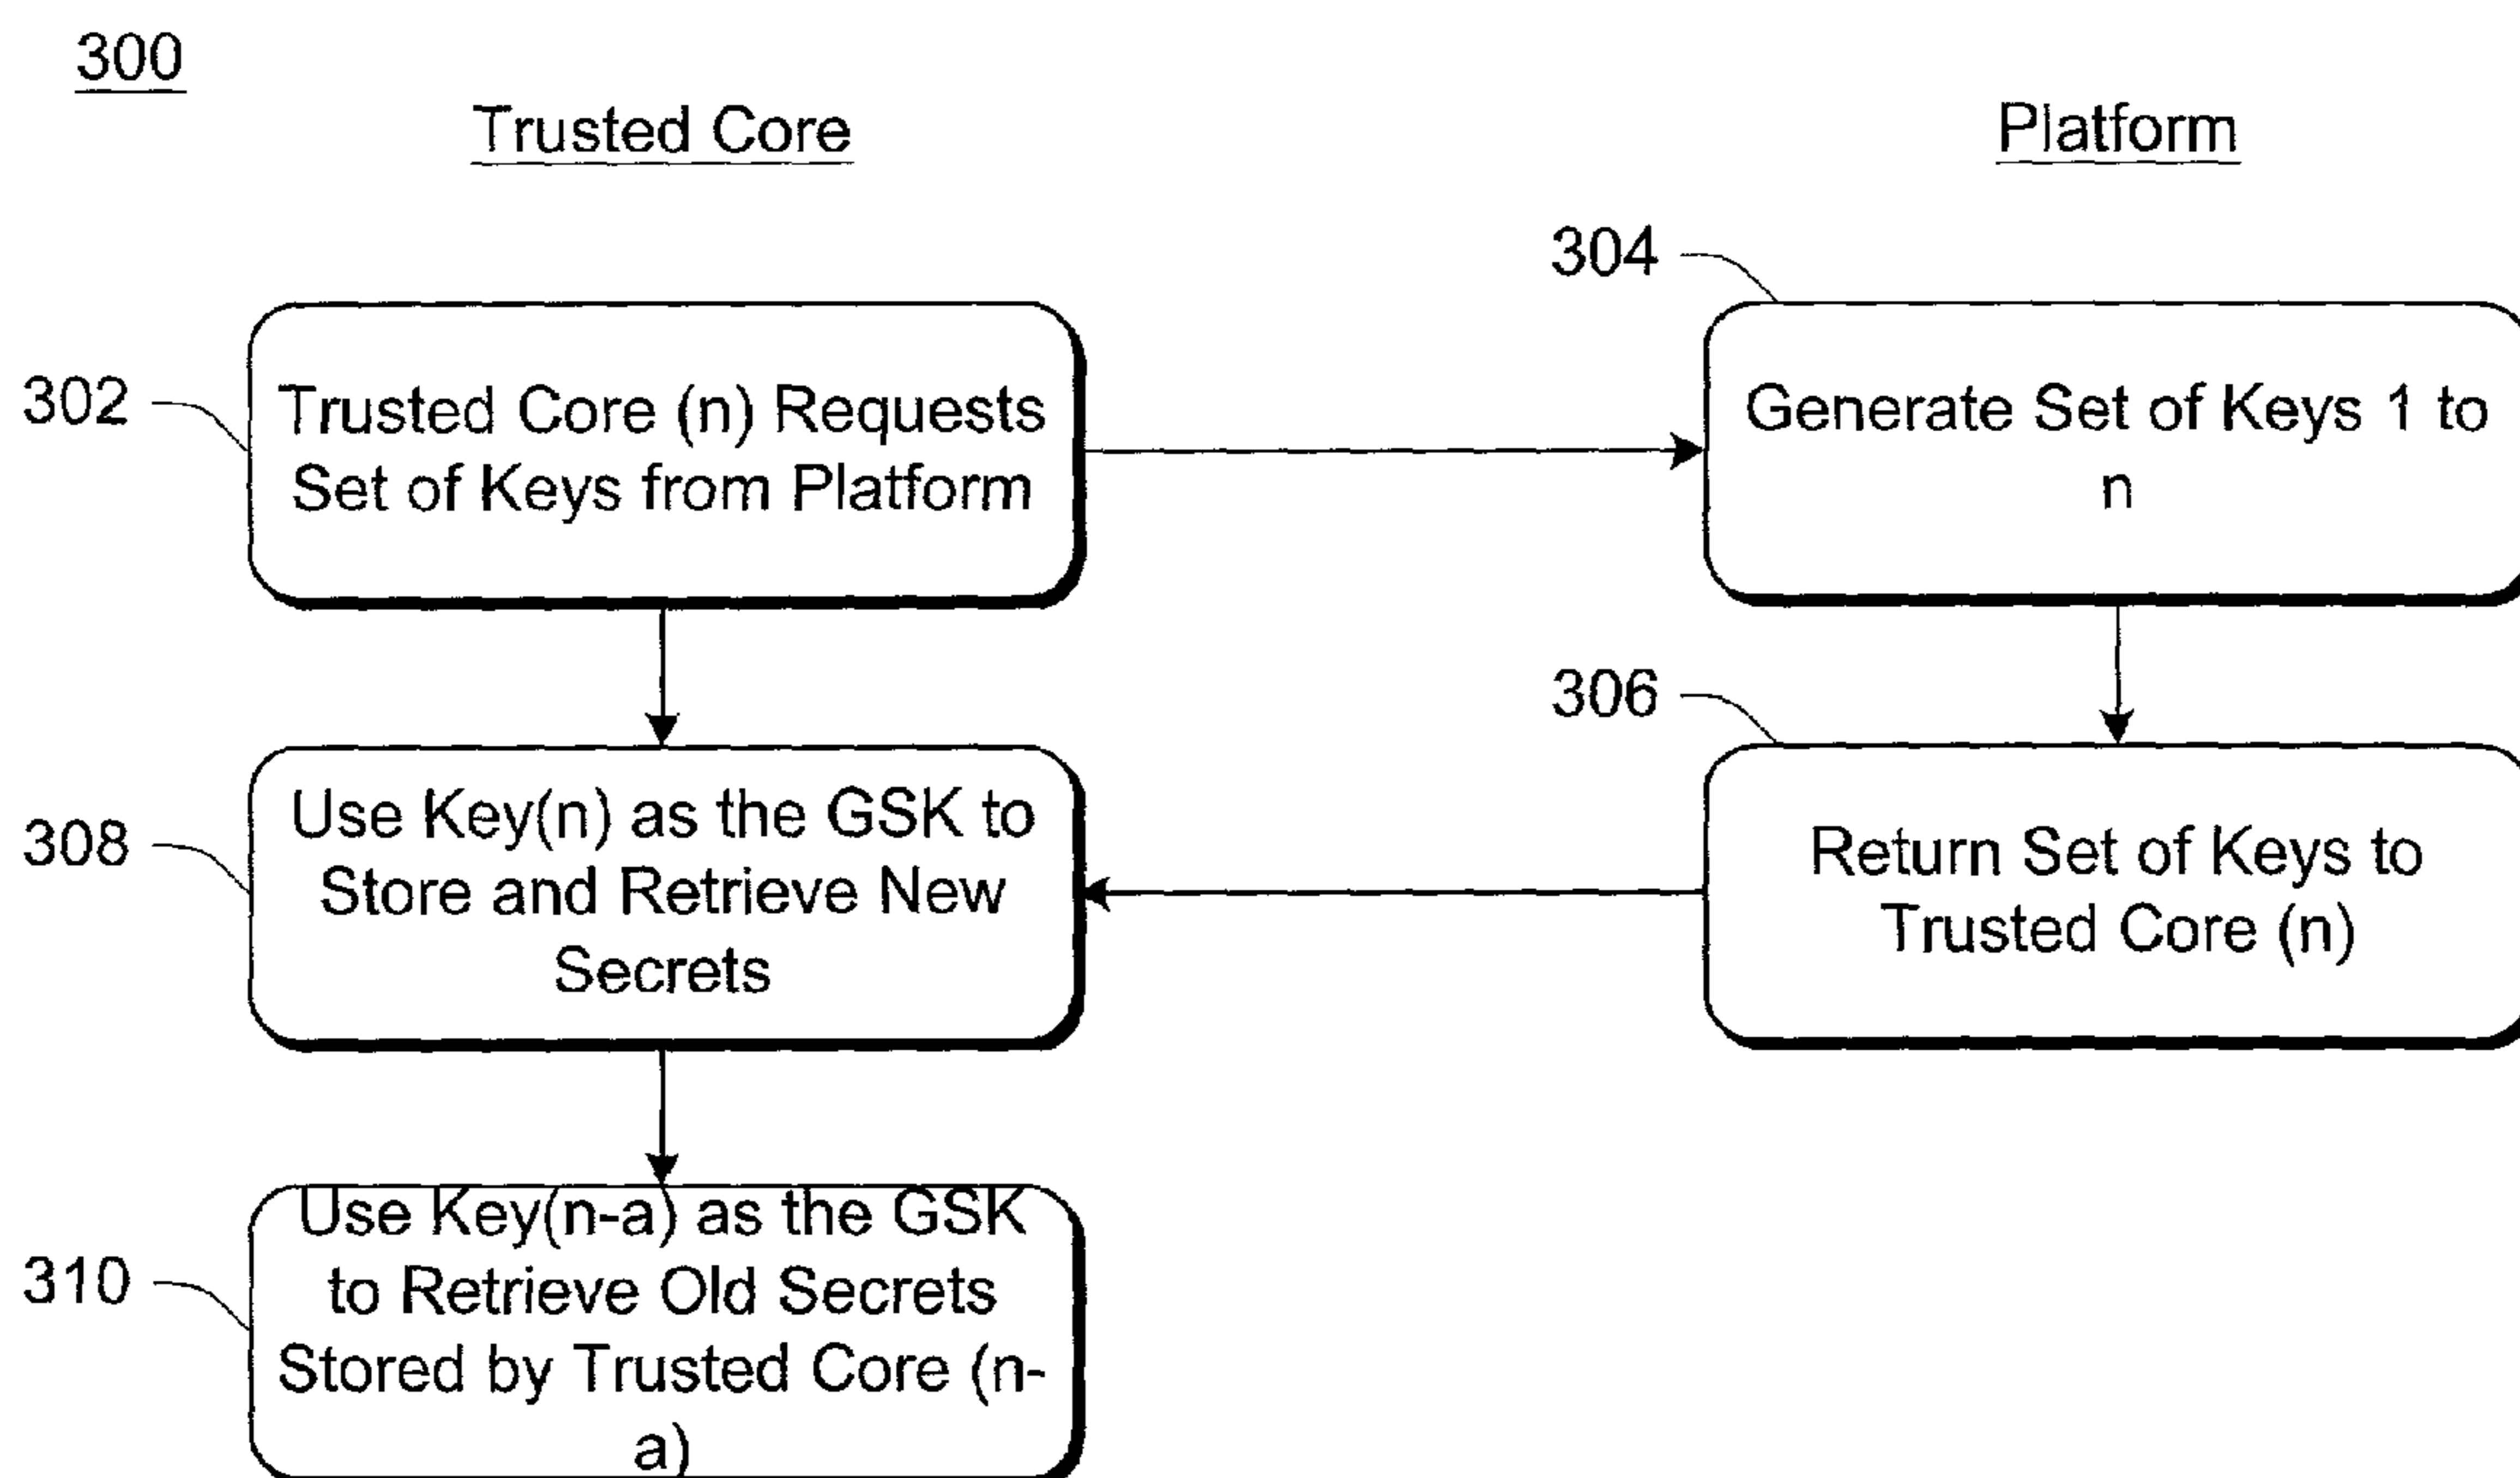 300
Trusted Core
Platform
304
302
Trusted Core (n) Requests
Set of Keys from Platform
Generate Set of Keys 1 to
n
306
308
Use Key(n) as the GSK to
Store and Retrieve New
Secrets
Return Set of Keys to
Trusted Core (n)
310
Use Key(n-a) as the GSK
to Retrieve Old Secrets
Stored by Trusted Core (n-
a)